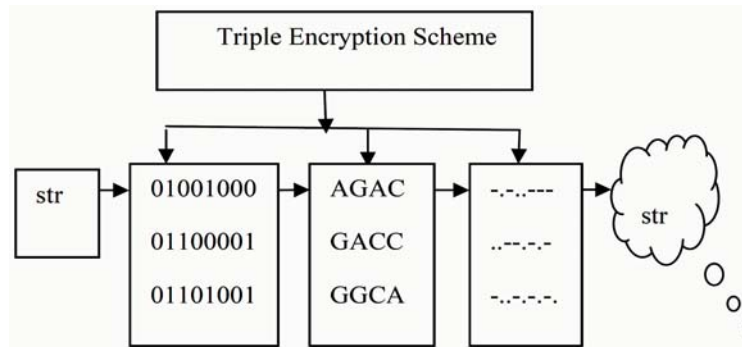 Triple Encryption Scheme
str
01001000
01100001
01101001
AGAC
GACC
GGCA
-.-..---
..--.-.-
-..-.-.-.
str